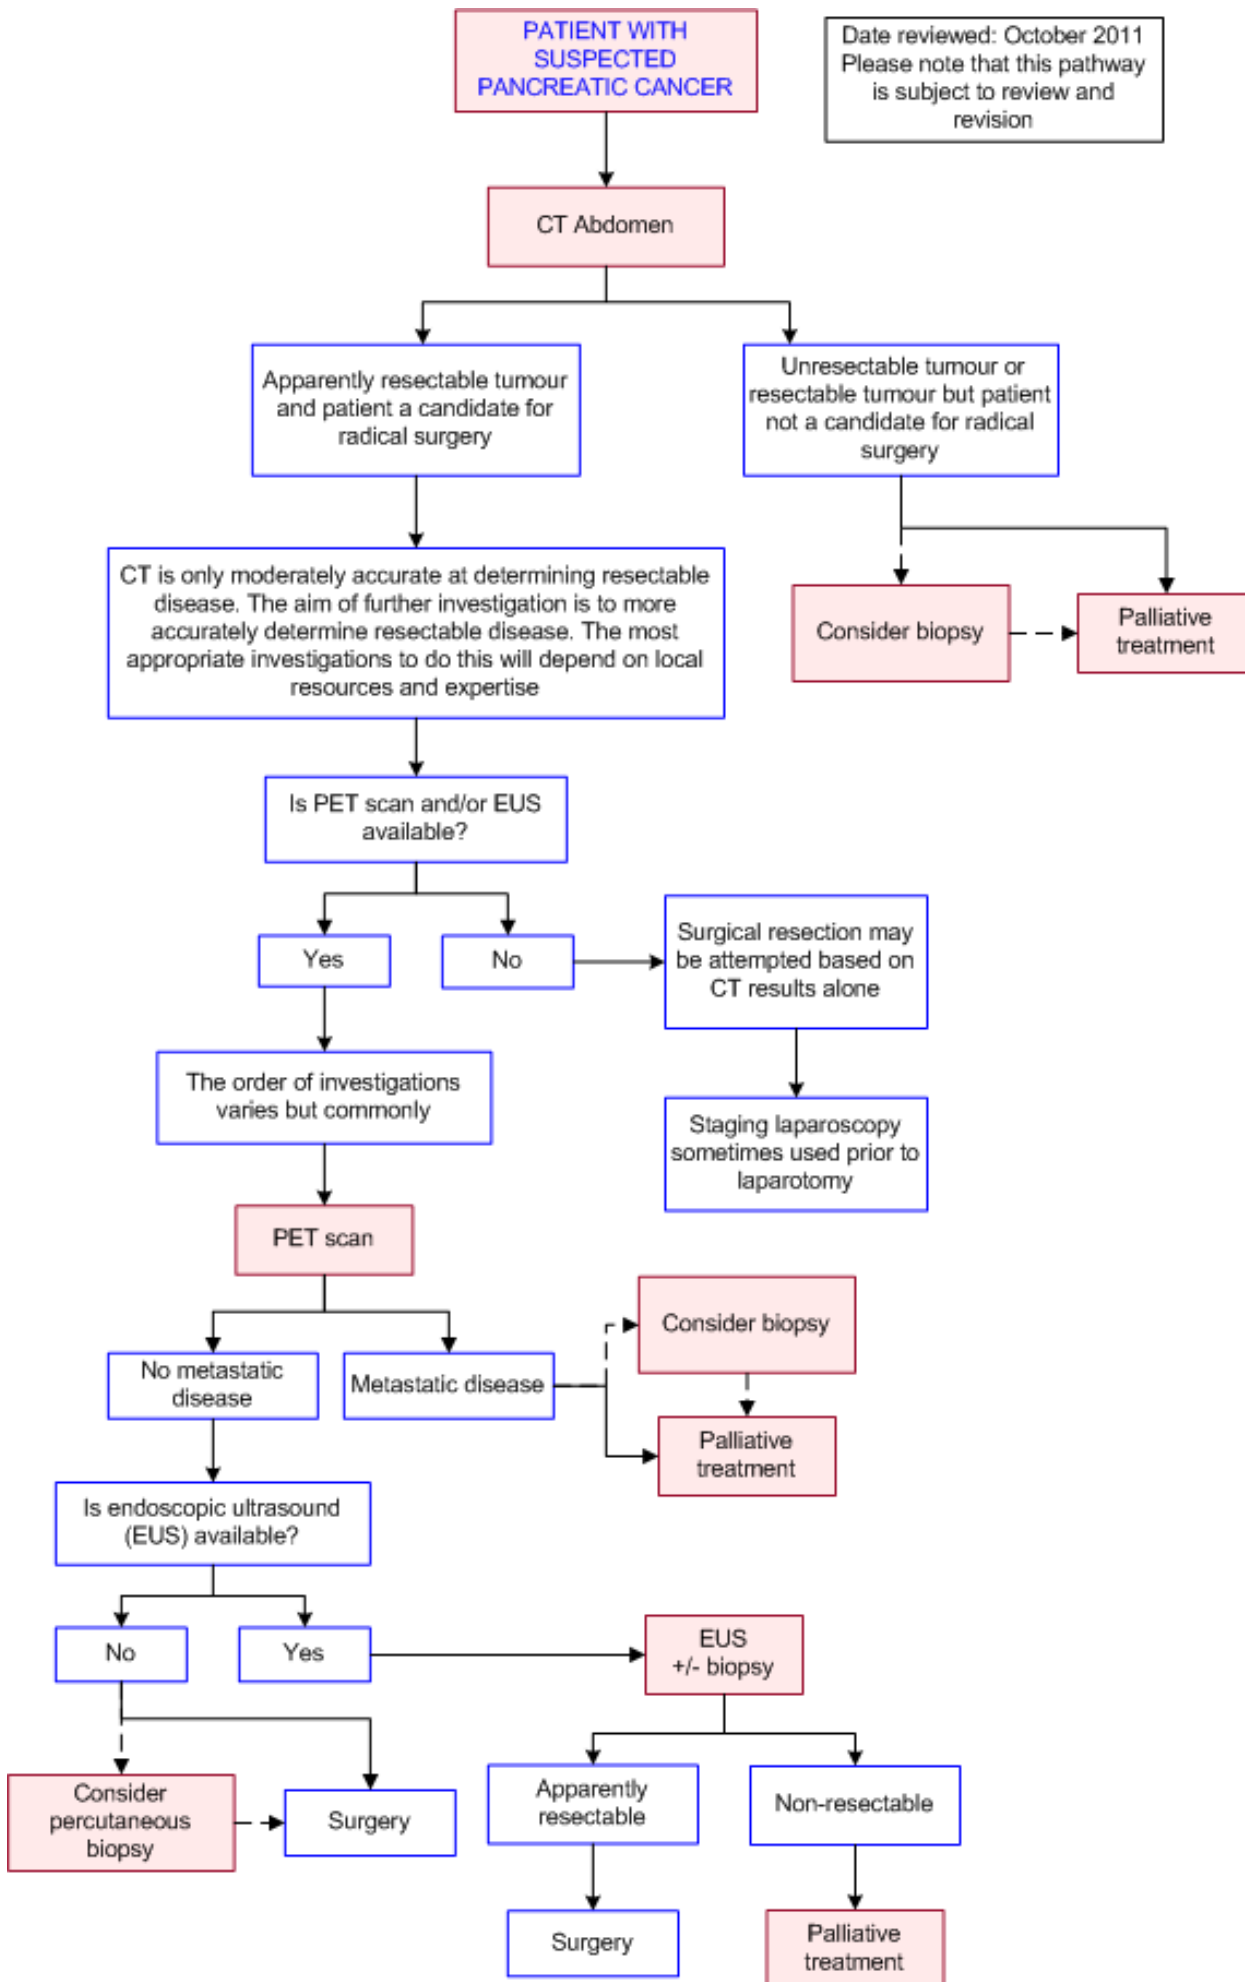 PATIENT WITH
SUSPECTED
PANCREATIC CANCER
Date reviewed: October 2011
Please note that this pathway
is subject to review and
revision
CT Abdomen
Apparently resectable tumour
and patient a candidate for
radical surgery
Unresectable tumour or
resectable tumour but patient
not a candidate for radical
surgery
CT is only moderately accurate at determining resectable
disease. The aim of further investigation is to more
accurately determine resectable disease. The most
appropriate investigations to do this will depend on local
resources and expertise
Consider biopsy
Palliative
treatment
Is PET scan and/or EUS
available?
Yes
No
Surgical resection may
be attempted based on
CT results alone
The order of investigations
varies but commonly
Staging laparoscopy
sometimes used prior to
laparotomy
PET scan
Consider biopsy
No metastatic
disease
Metastatic disease
Palliative
treatment
Is endoscopic ultrasound
(EUS) available?
No
Yes
EUS
+/- biopsy
Consider
percutaneous
biopsy
Surgery
Apparently
resectable
Non-resectable
Surgery
Palliative
treatment